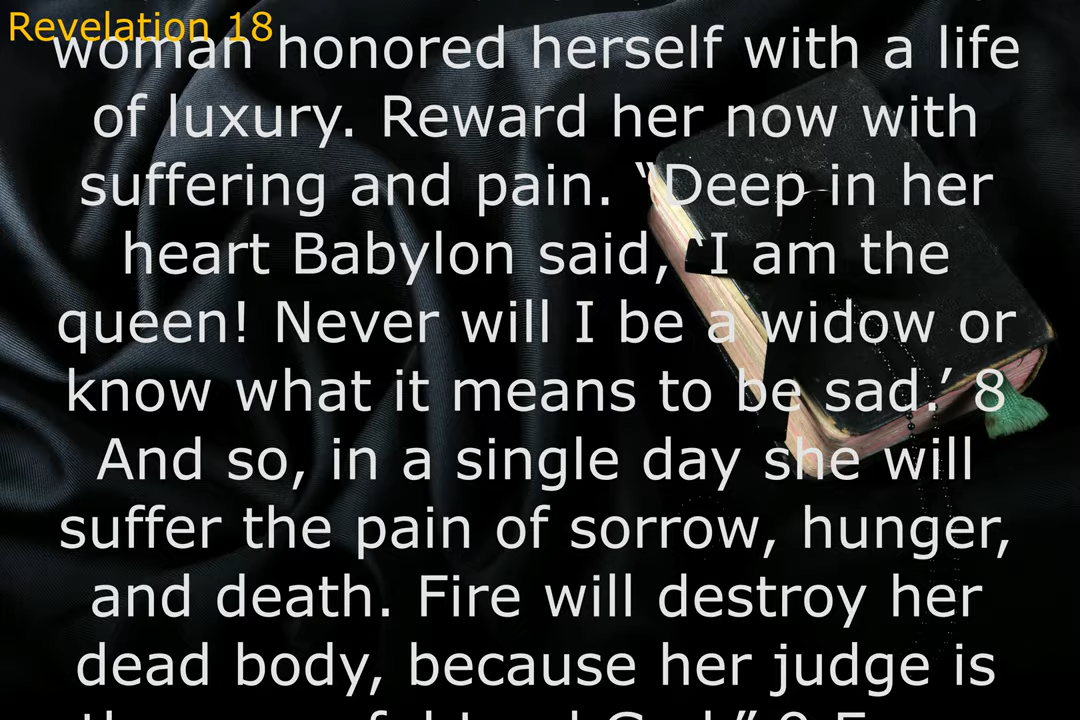 Revelation 18
woman honored herself with a life
of luxury. Reward her now with
suffering and pain. “Deep in her
heart Babylon said, ‘I am the
queen! Never will I be a widow or
know what it means to be sad.’ 8
And so, in a single day she will
suffer the pain of sorrow, hunger,
and death. Fire will destroy her
dead body, because her judge is